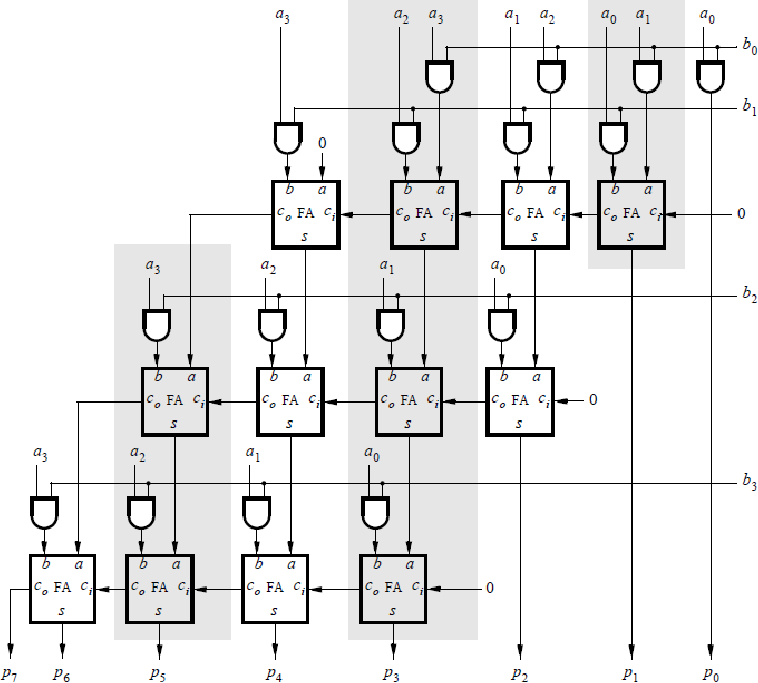 a3 a2 a3 a1 a2 a0 a1 a0
b0
b1
0
b a b a b a b a
co FA ci co FA ci co FA ci co FA ci 0
s s s s
a3 a2 a1 a0
b2
b a b a b a b a
co FA ci co FA ci co FA ci co FA ci 0
s s s s
a3 a2 a1 a0
b3
b a b a b a b a
co FA ci co FA ci co FA ci co FA ci 0
s s s s
p7 p6 p5 p4 p3 p2 p1 p0